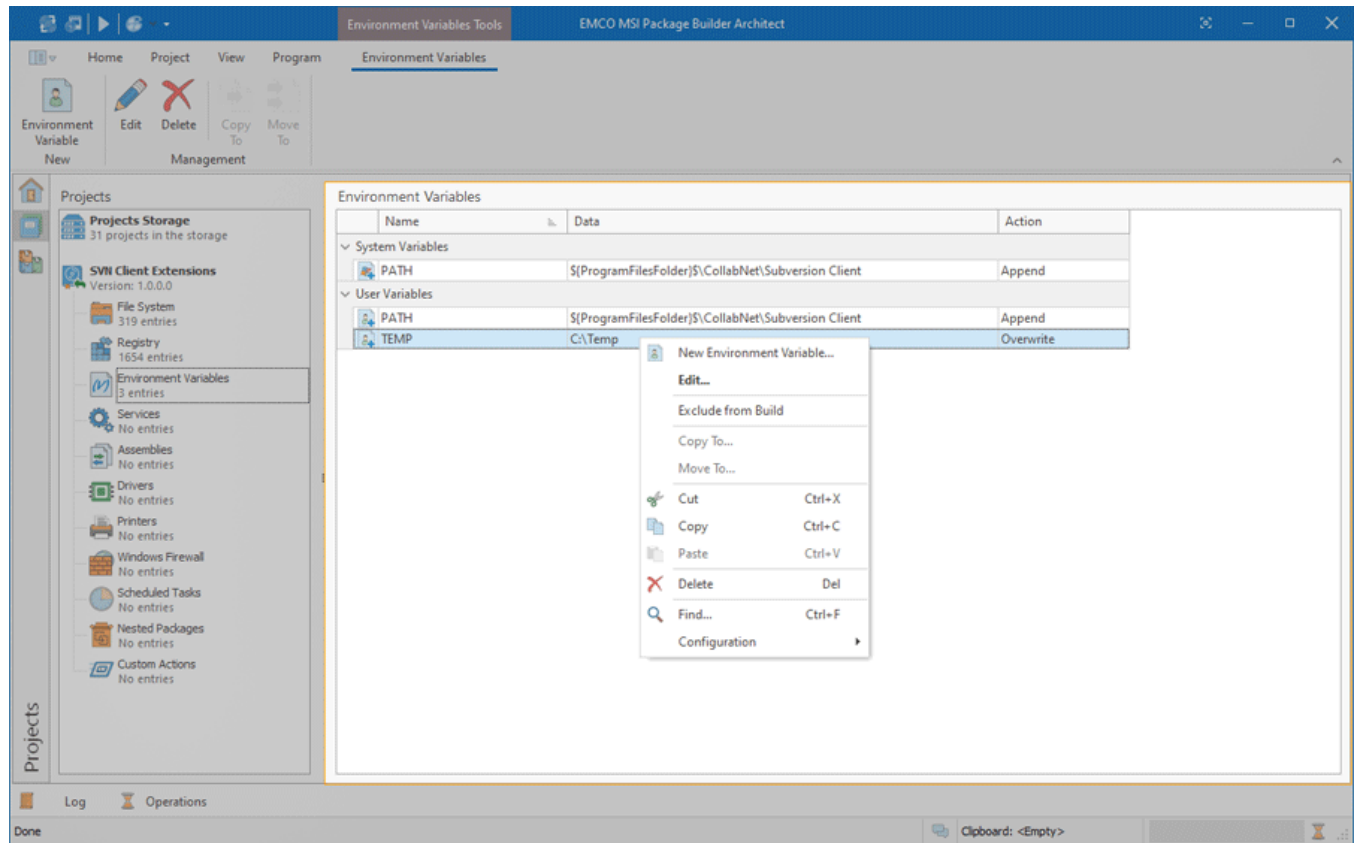 Environment Variables Tools
EMCO MSI Package Builder Architect
Home Project View Program Environment Variables
Environment Variable
Edit
Delete
Copy To
Move To
New
Management
Projects
Projects Storage
31 projects in the storage
SVN Client Extensions
Version: 1.0.0.0
File System
319 entries
Registry
1654 entries
Environment Variables
3 entries
Services
No entries
Assemblies
No entries
Drivers
No entries
Printers
No entries
Windows Firewall
No entries
Scheduled Tasks
No entries
Nested Packages
No entries
Custom Actions
No entries
Projects
Environment Variables
Name Data Action
System Variables
PATH $(ProgramFilesFolder)$\CollabNet\Subversion Client Append
User Variables
PATH $(ProgramFilesFolder)$\CollabNet\Subversion Client Append
TEMP C:\Temp Overwrite
New Environment Variable...
Edit...
Exclude from Build
Copy To...
Move To...
Cut Ctrl+X
Copy Ctrl+C
Paste Ctrl+V
Delete Del
Find... Ctrl+F
Configuration
Log Operations
Done
Clipboard: <Empty>